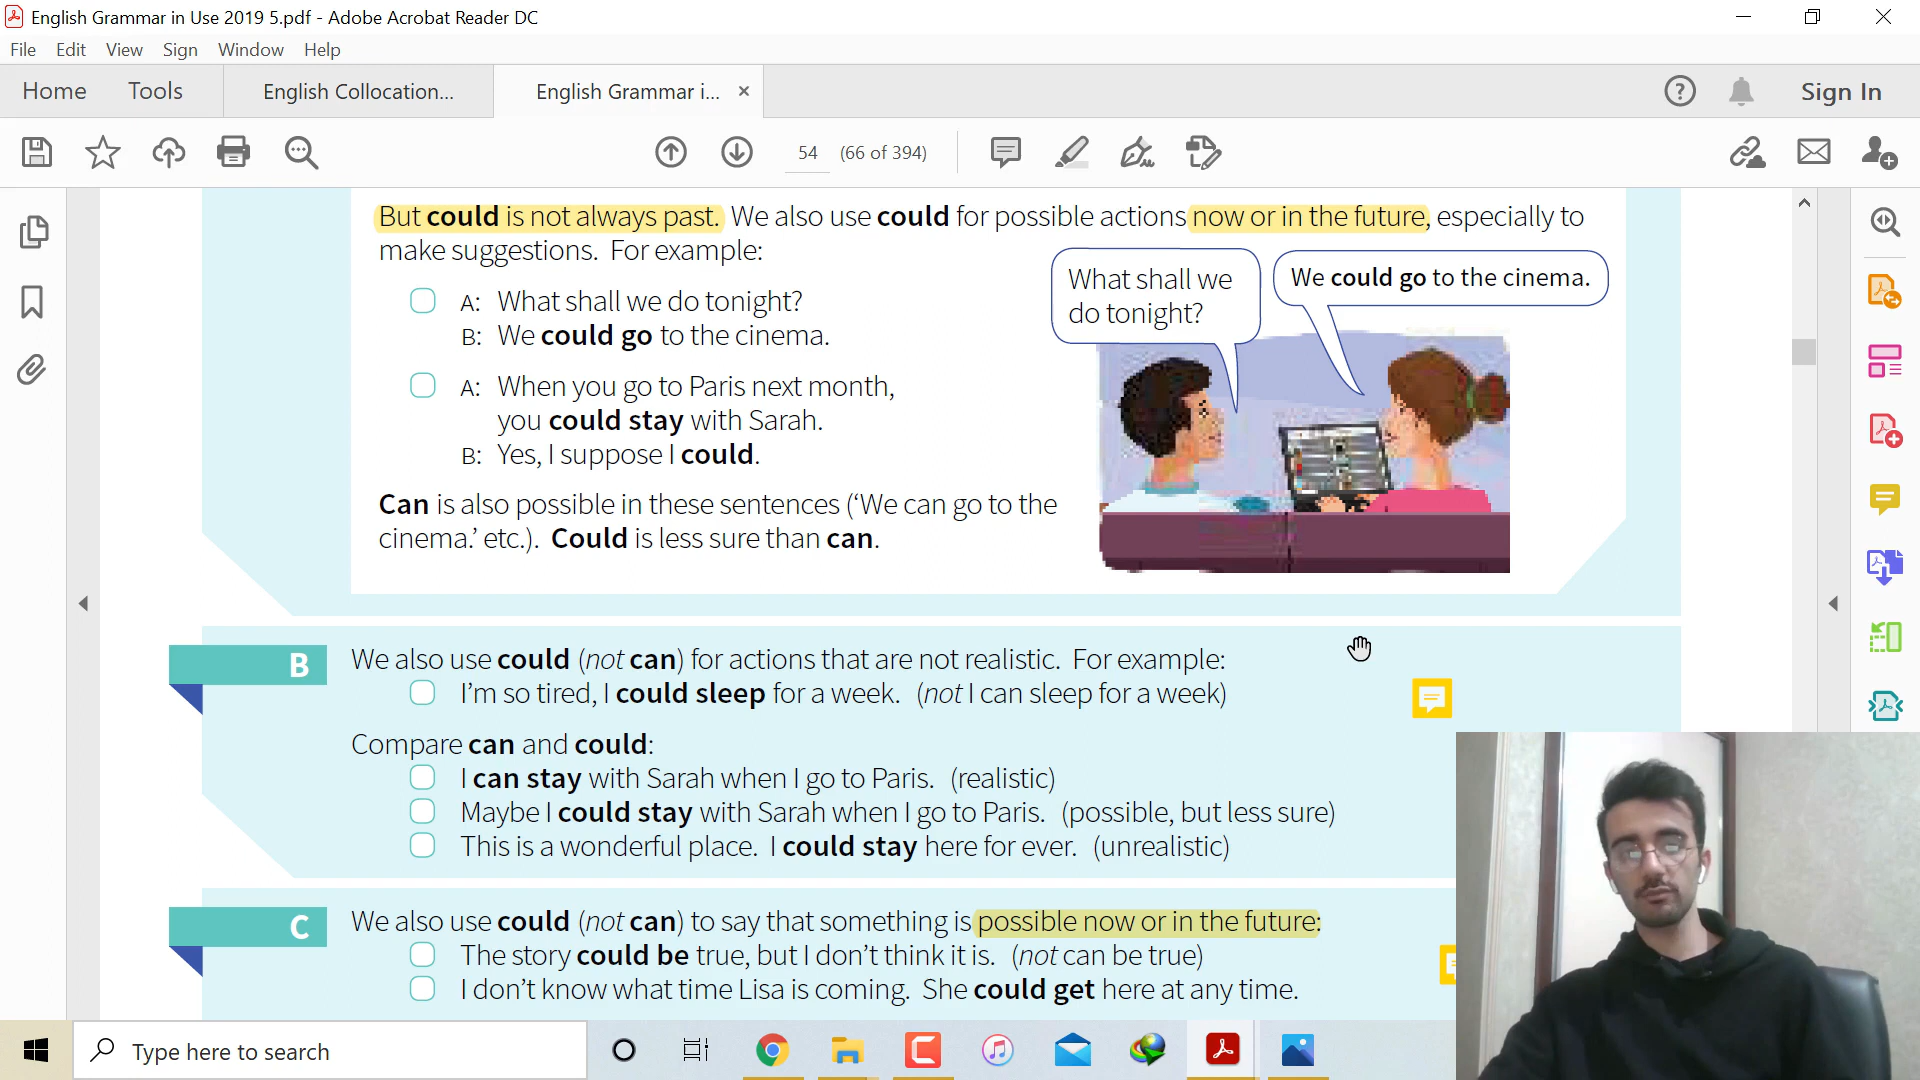 English Grammar in Use 2019 5.pdf - Adobe Acrobat Reader DC
File Edit View Sign Window Help
Home Tools English Collocation... English Grammar i... × Sign In
54 (66 of 394)
But could is not always past. We also use could for possible actions now or in the future, especially to
make suggestions. For example:
A: What shall we do tonight?
B: We could go to the cinema.
A: When you go to Paris next month,
you could stay with Sarah.
B: Yes, I suppose I could.
What shall we
do tonight?
We could go to the cinema.
Can is also possible in these sentences (‘We can go to the
cinema.’ etc.). Could is less sure than can.
B
We also use could (not can) for actions that are not realistic. For example:
I’m so tired, I could sleep for a week. (not I can sleep for a week)
Compare can and could:
I can stay with Sarah when I go to Paris. (realistic)
Maybe I could stay with Sarah when I go to Paris. (possible, but less sure)
This is a wonderful place. I could stay here for ever. (unrealistic)
C
We also use could (not can) to say that something is possible now or in the future:
The story could be true, but I don’t think it is. (not can be true)
I don’t know what time Lisa is coming. She could get here at any time.
Type here to search